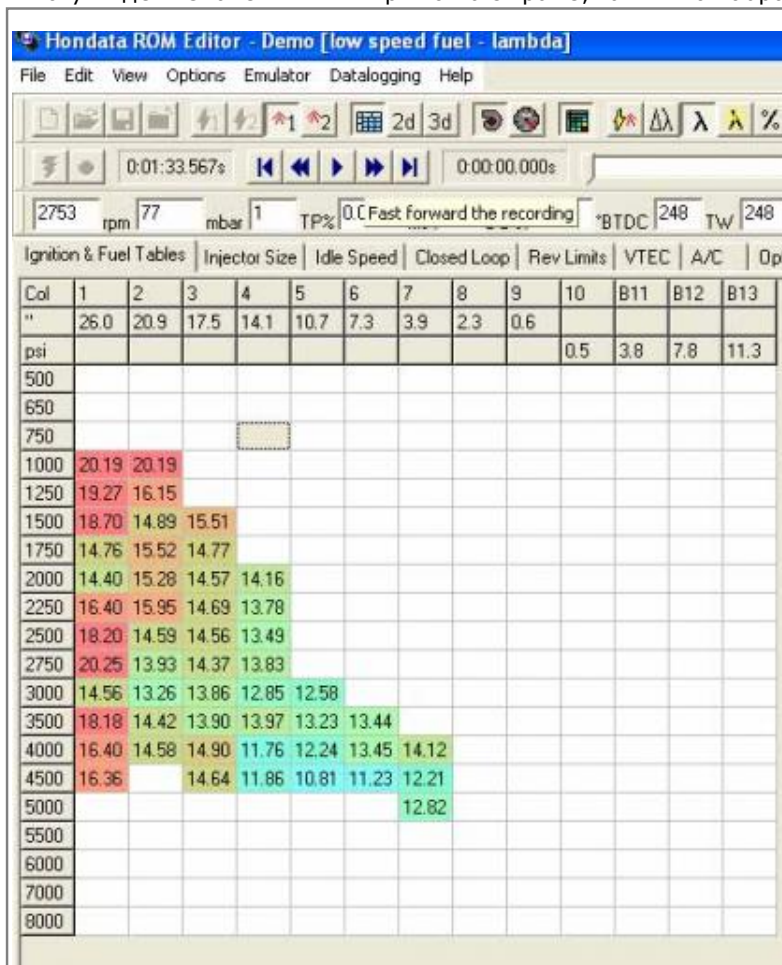 Hondata ROM Editor - Demo [low speed fuel - lambda]
File Edit View Options Emulator Datalogging Help
1 2 1 2 2d 3d Δλ λ λ %
0:01:33.567s 0:00:00.000s
2753 rpm 77 mbar 1 TP% Fast forward the recording °BTDC 248 TW 248
Ignition & Fuel Tables Injector Size Idle Speed Closed Loop Rev Limits VTEC A/C Op
Col 1 2 3 4 5 6 7 8 9 10 B11 B12 B13
" 26.0 20.9 17.5 14.1 10.7 7.3 3.9 2.3 0.6
psi 0.5 3.8 7.8 11.3
500
650
750
1000 20.19 20.19
1250 19.27 16.15
1500 18.70 14.89 15.51
1750 14.76 15.52 14.77
2000 14.40 15.28 14.57 14.16
2250 16.40 15.95 14.69 13.78
2500 18.20 14.59 14.56 13.49
2750 20.25 13.93 14.37 13.83
3000 14.56 13.26 13.86 12.85 12.58
3500 18.18 14.42 13.90 13.97 13.23 13.44
4000 16.40 14.58 14.90 11.76 12.24 13.45 14.12
4500 16.36 14.64 11.86 10.81 11.23 12.21
5000 12.82
5500
6000
7000
8000